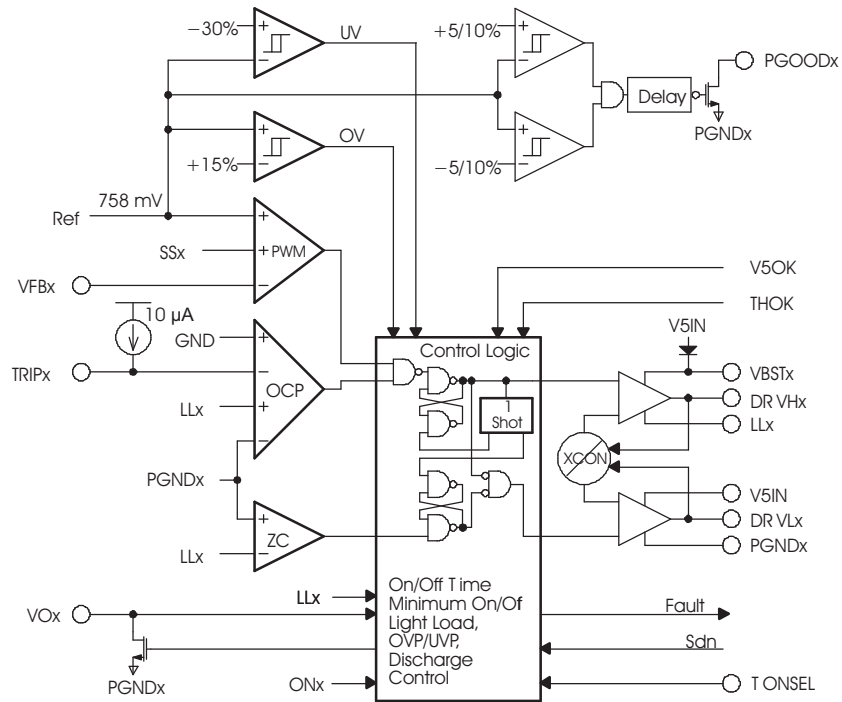 −30%
UV
+5/10%
PGOODx
Delay
PGNDx
OV
+15%
−5/10%
758 mV
Ref
SSx
PWM
VFBx
V5OK
THOK
10 µA
GND
TRIPx
OCP
LLx
PGNDx
ZC
LLx
Control Logic
1
Shot
V5IN
VBSTx
DR VHx
LLx
XCON
V5IN
DR VLx
PGNDx
LLx
VOx
PGNDx
ONx
On/Off T ime
Minimum On/Of
Light Load,
OVP/UVP,
Discharge
Control
Fault
Sdn
T ONSEL